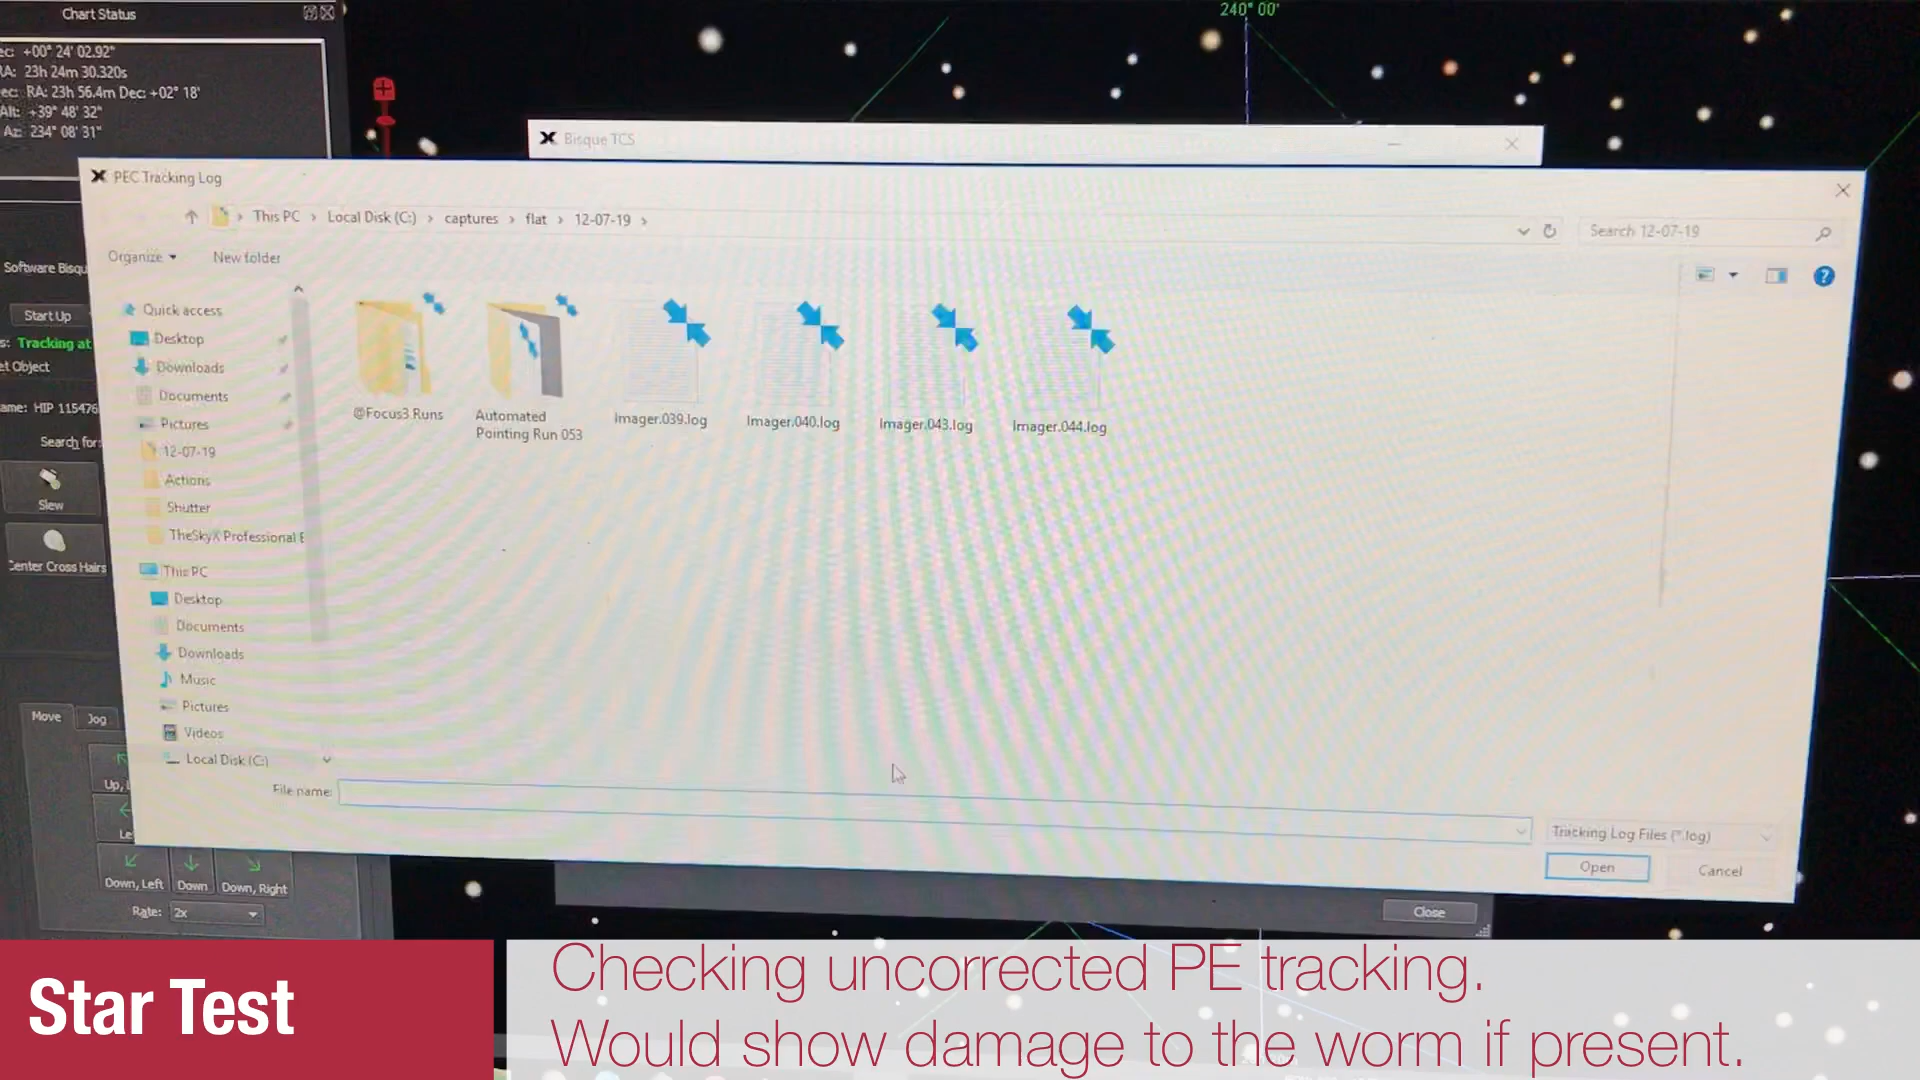 Chart Status
240° 00'
ec: +00° 24' 02.92"
RA: 23h 24m 30.320s
ec: RA: 23h 56.4m Dec: +02° 18'
Alt: +39° 48' 32"
Az: 234° 08' 31"
Bisque TCS
PEC Tracking Log
This PC > Local Disk (C:) > captures > flat > 12-07-19 >
Search 12-07-19
Organize
New folder
Software Bisqu
Start Up
s: Tracking at
et Object
ame: HIP 115476
Search for:
Slew
Center Cross Hairs
Quick access
Desktop
Downloads
Documents
Pictures
12-07-19
Actions
Shutter
TheSkyX Professional E
This PC
Desktop
Documents
Downloads
Music
Pictures
Videos
Local Disk (C:)
@Focus3 Runs
Automated
Pointing Run 053
Imager.039.log
Imager.040.log
Imager.043.log
Imager.044.log
File name:
Tracking Log Files (*.log)
Open
Cancel
Move
Jog
Up, L
Le
Down, Left
Down
Down, Right
Rate: 2x
Close
Star Test
Checking uncorrected PE tracking.
Would show damage to the worm if present.